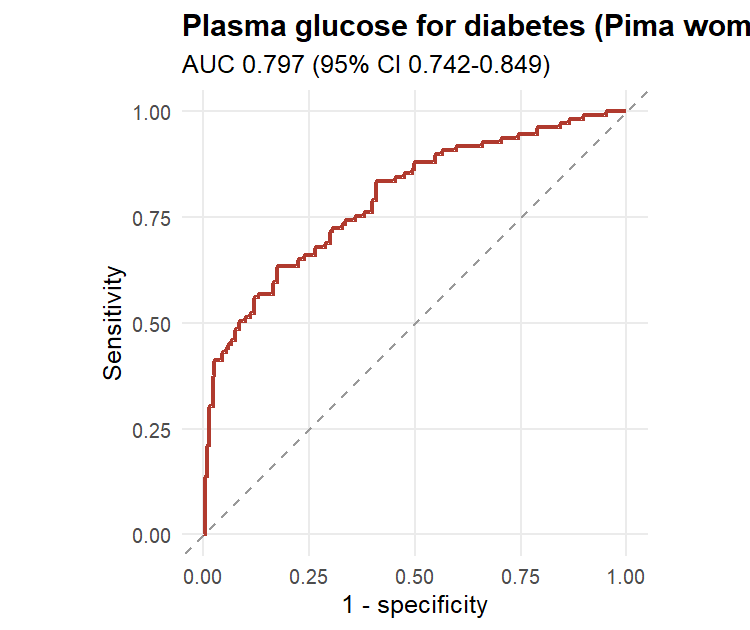 Plasma glucose for diabetes (Pima wom
AUC 0.797 (95% CI 0.742-0.849)
1.00
0.75
0.50
0.25
0.00
Sensitivity
0.00 0.25 0.50 0.75 1.00
1 - specificity